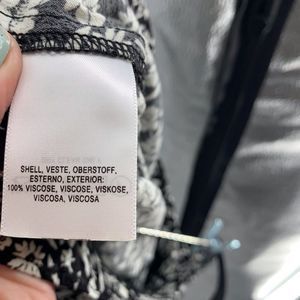 SHELL, VESTE, OBERSTOFF,
ESTERNO, EXTERIOR:
100% VISCOSE, VISCOSE, VISKOSE,
VISCOSA, VISCOSA